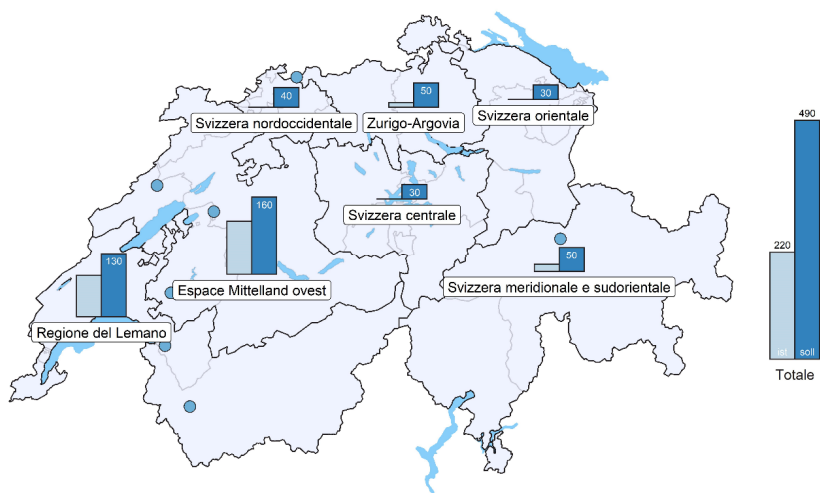 40
Svizzera nordoccidentale
50
Zurigo-Argovia
30
Svizzera orientale
490
30
Svizzera centrale
160
Espace Mittelland ovest
130
Regione del Lemano
50
Svizzera meridionale e sudorientale
220
ist
soll
Totale